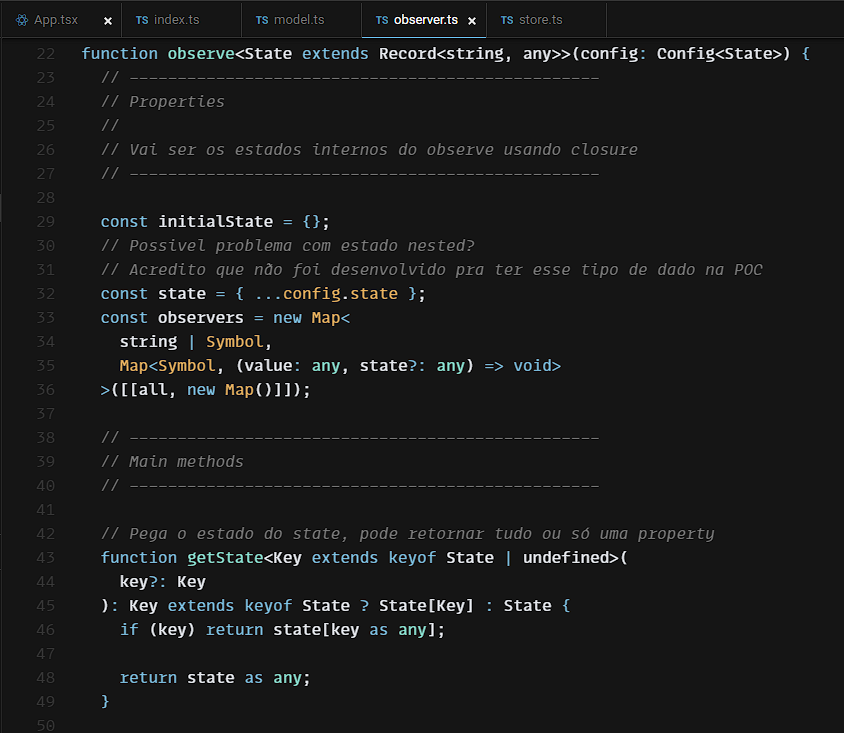 App.tsx × TS index.ts TS model.ts TS observer.ts × TS store.ts
22 function observe<State extends Record<string, any>>(config: Config<State>) {
23 // -------------------------------------------------
24 // Properties
25 //
26 // Vai ser os estados internos do observe usando closure
27 // -------------------------------------------------
28
29 const initialState = {};
30 // Possivel problema com estado nested?
31 // Acredito que não foi desenvolvido pra ter esse tipo de dado na POC
32 const state = { ...config.state };
33 const observers = new Map<
34 string | Symbol,
35 Map<Symbol, (value: any, state?: any) => void>
36 >([[all, new Map()]]);
37
38 // -------------------------------------------------
39 // Main methods
40 // -------------------------------------------------
41
42 // Pega o estado do state, pode retornar tudo ou só uma property
43 function getState<Key extends keyof State | undefined>(
44 key?: Key
45 ): Key extends keyof State ? State[Key] : State {
46 if (key) return state[key as any];
47
48 return state as any;
49 }
50